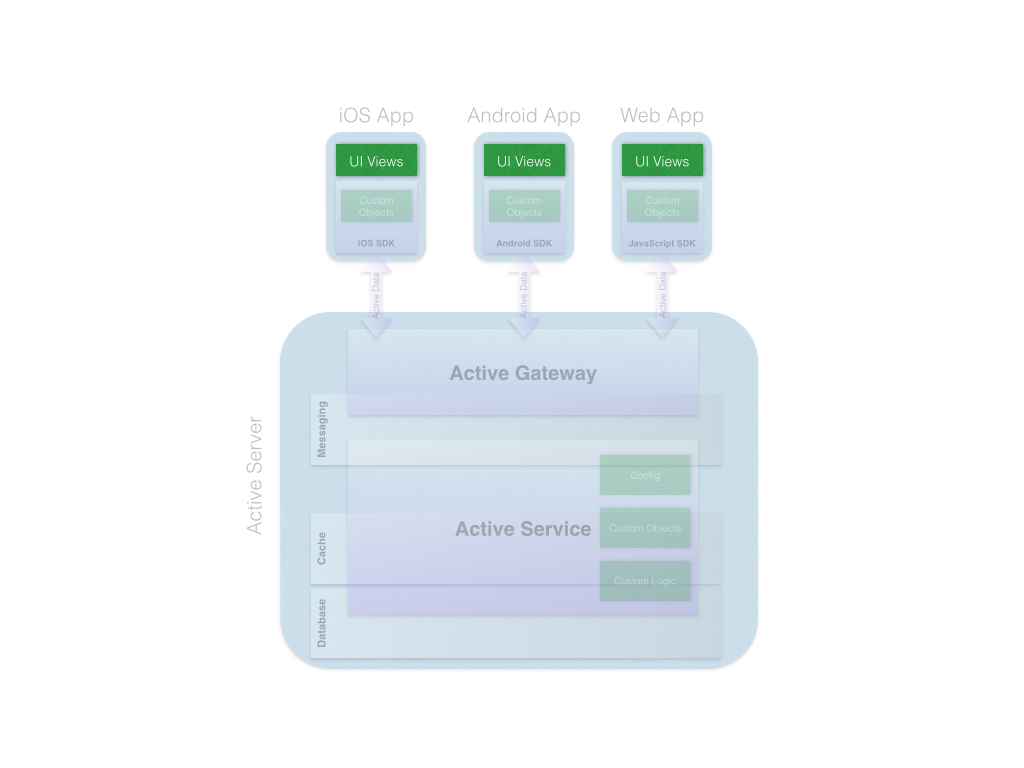 iOS App
Android App
Web App
UI Views
UI Views
UI Views
Custom
Objects
Custom
Objects
Custom
Objects
iOS SDK
Android SDK
JavaScript SDK
Active Data
Active Data
Active Data
Active Server
Active Gateway
Messaging
Config
Active Service
Custom Objects
Cache
Custom Logic
Database